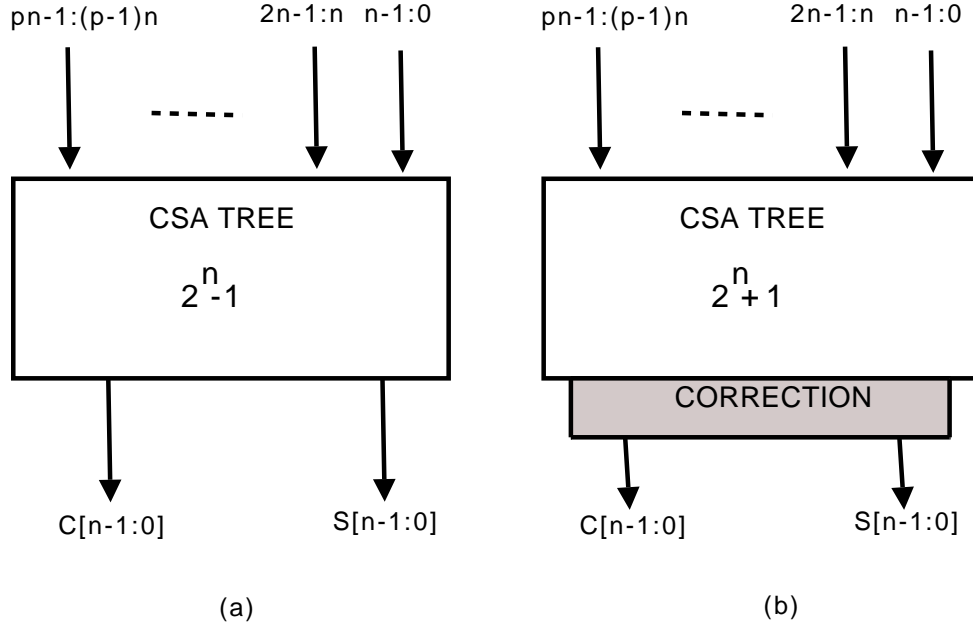 pn-1:(p-1)n 2n-1:n n-1:0
CSA TREE
2^n-1
C[n-1:0] S[n-1:0]
(a)
pn-1:(p-1)n 2n-1:n n-1:0
CSA TREE
2^n+1
CORRECTION
C[n-1:0] S[n-1:0]
(b)